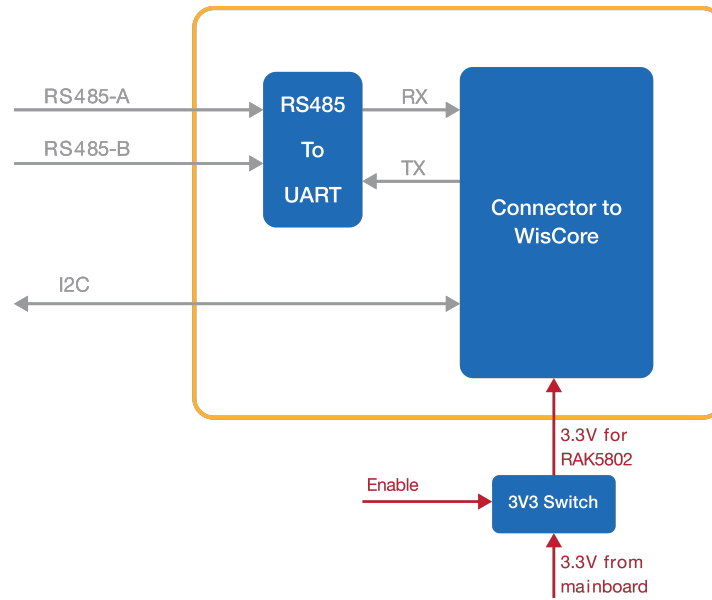 RS485-A
RS485-B
I2C
RS485
To
UART
RX
TX
Connector to
WisCore
3.3V for
RAK5802
Enable
3V3 Switch
3.3V from
mainboard